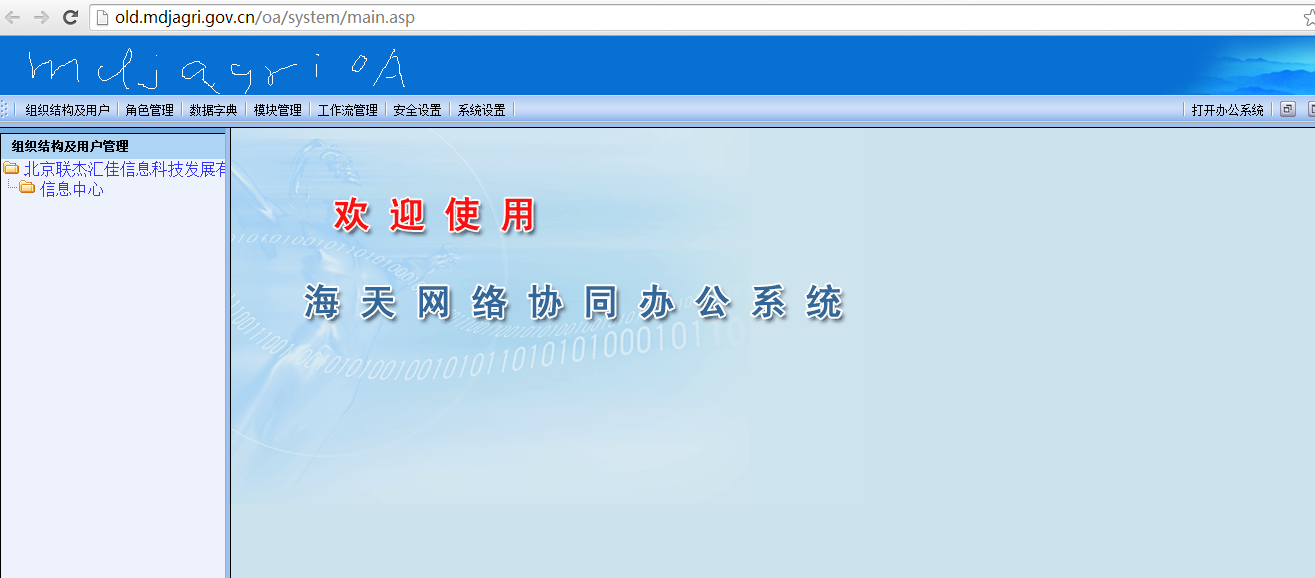 old.mdjagri.gov.cn/oa/system/main.asp
mdjagri OA
组织结构及用户 角色管理 数据字典 模块管理 工作流管理 安全设置 系统设置 打开办公系统
组织结构及用户管理
北京联杰汇佳信息科技发展有
信息中心
欢迎使用
海天网络协同办公系统